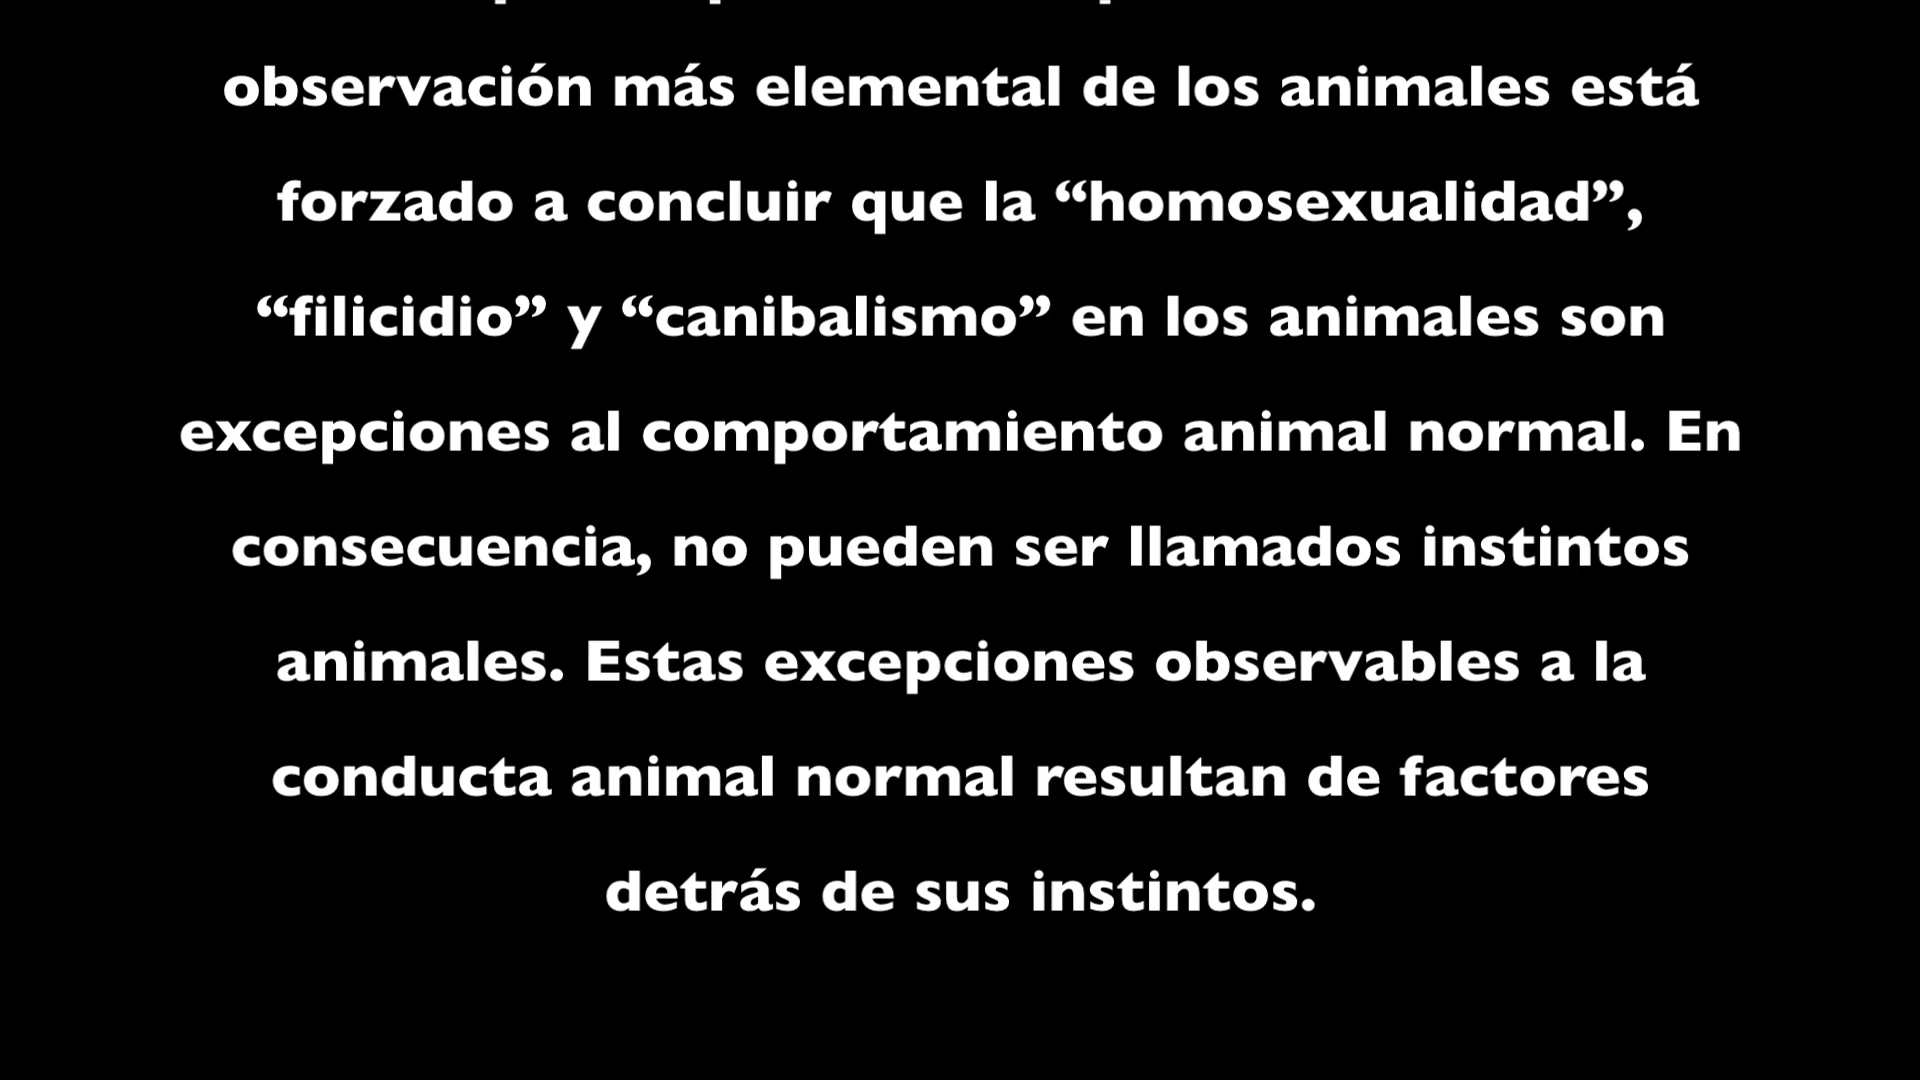 observación más elemental de los animales está
forzado a concluir que la “homosexualidad”,
“filicidio” y “canibalismo” en los animales son
excepciones al comportamiento animal normal. En
consecuencia, no pueden ser llamados instintos
animales. Estas excepciones observables a la
conducta animal normal resultan de factores
detrás de sus instintos.